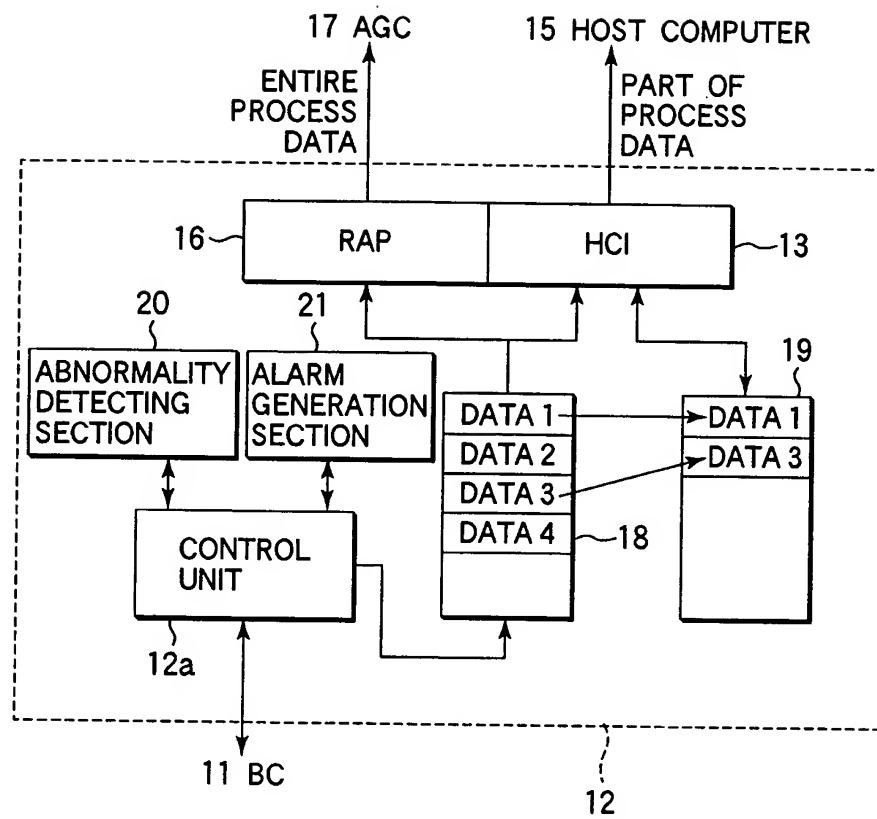 17 AGC
15 HOST COMPUTER
ENTIRE
PROCESS
DATA
PART OF
PROCESS
DATA
16
RAP
HCI
13
20
21
19
ABNORMALITY
DETECTING
SECTION
ALARM
GENERATION
SECTION
DATA 1
DATA 2
DATA 3
DATA 4
18
DATA 1
DATA 3
CONTROL
UNIT
12a
11 BC
12